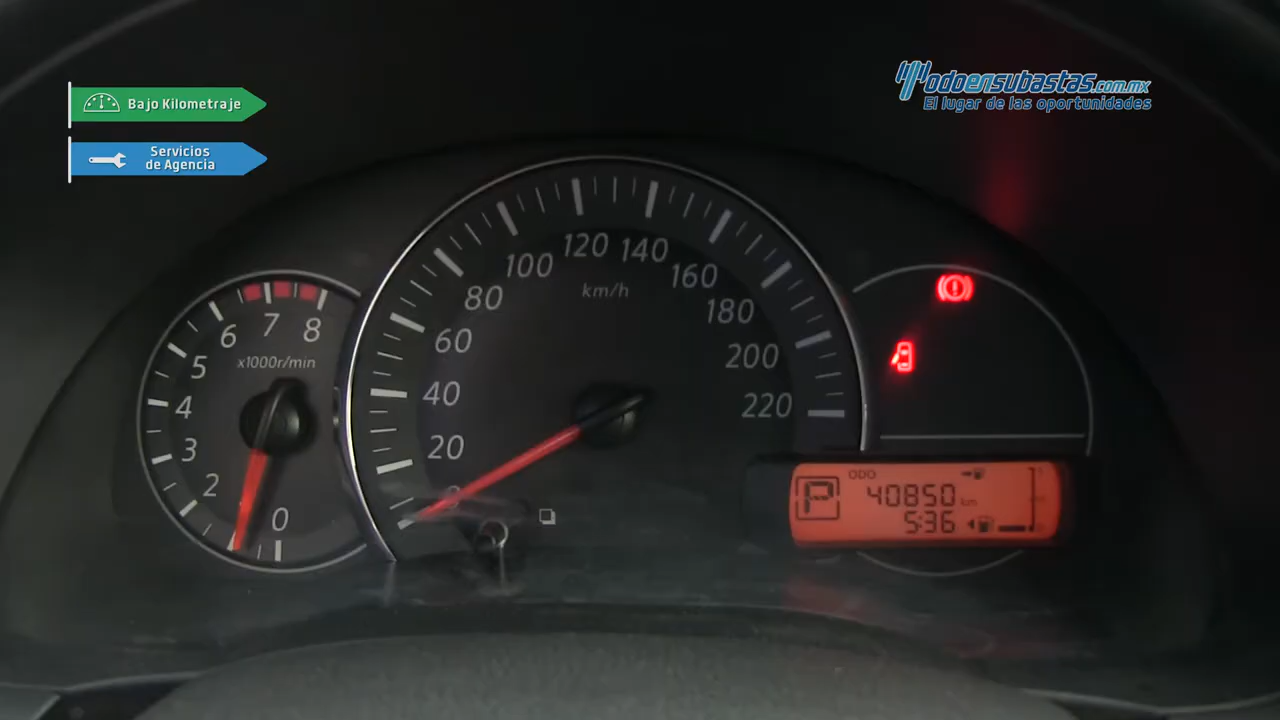 Bajo Kilometraje
Servicios
de Agencia
Todoensubastas.com.mx
El lugar de las oportunidades
0
2
3
4
5
6
7
8
x1000r/min
0
20
40
60
80
100
120
140
160
180
200
220
km/h
P
ODO
40850 km
5:36